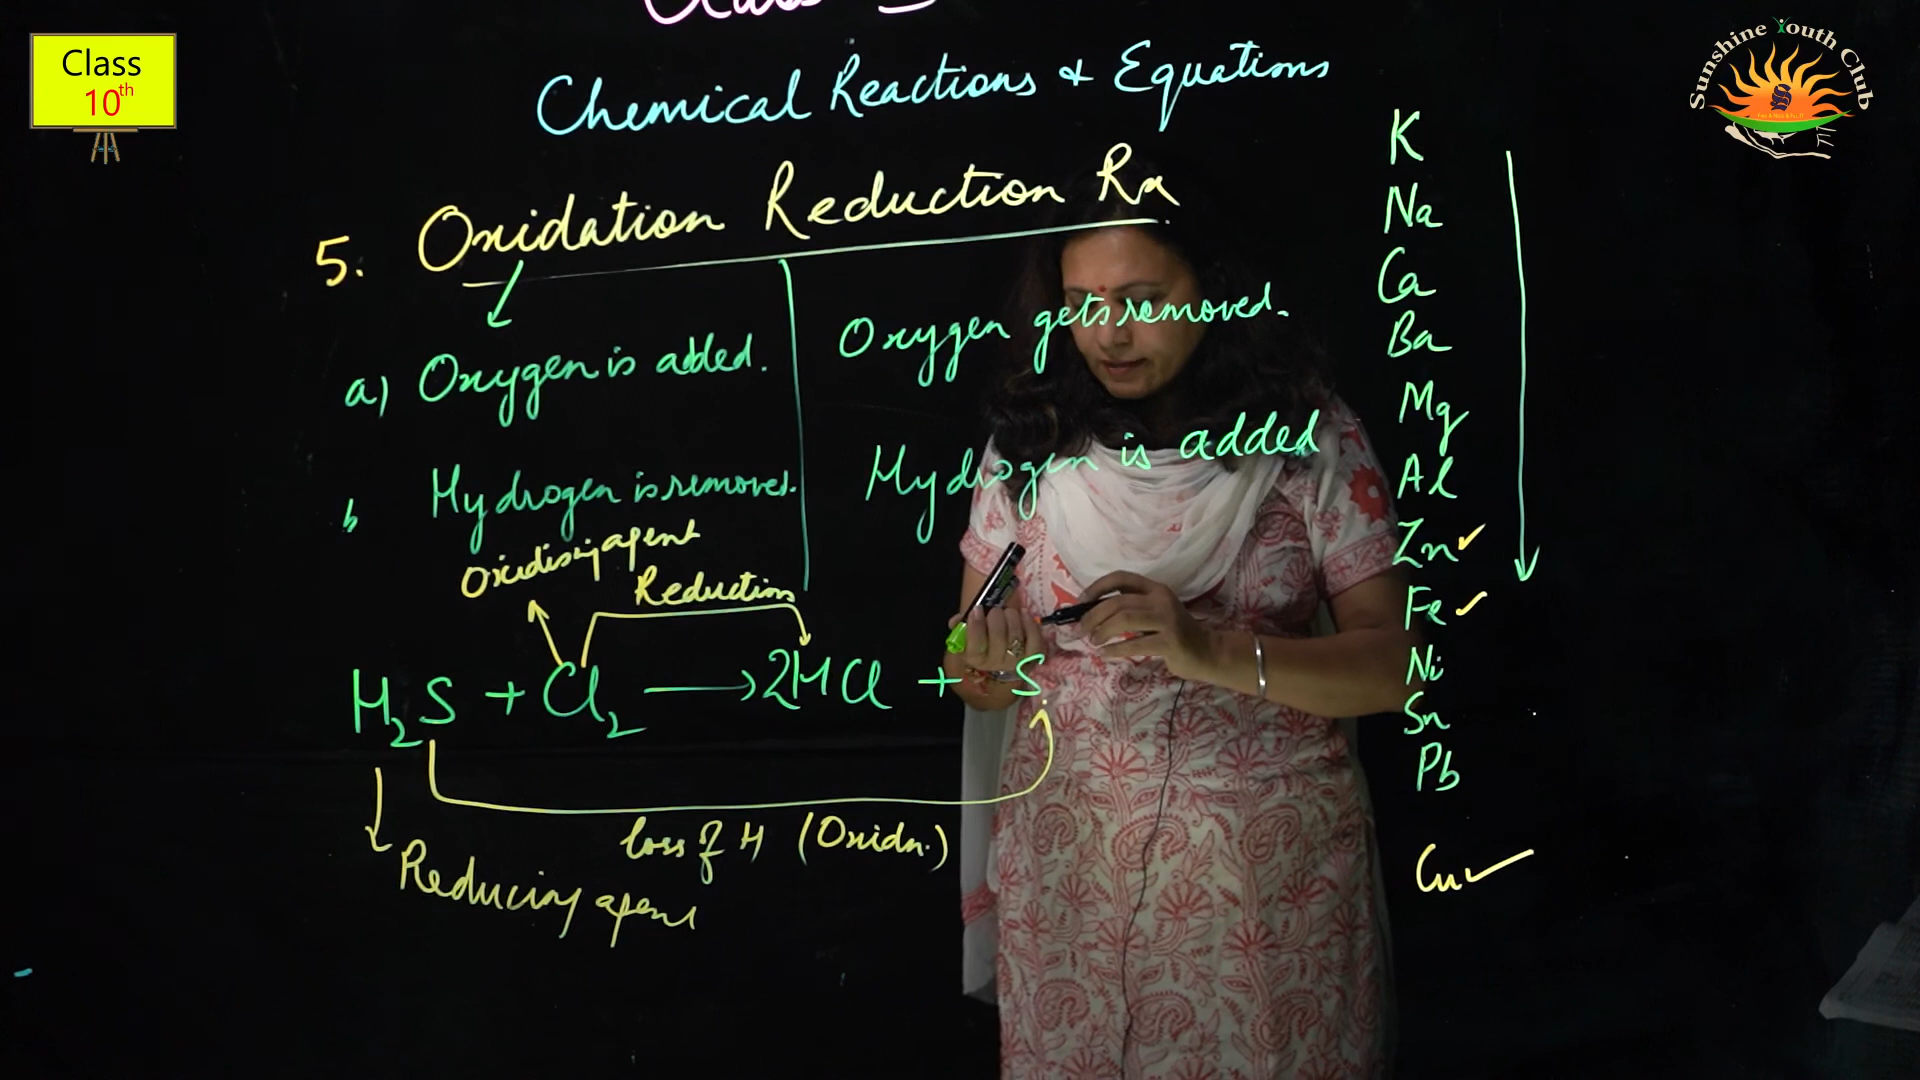 Class
10th
Sunshine Youth Club
Chemical Reactions & Equations
5. Oxidation Reduction Rx
a) Oxygen is added.
Oxygen gets removed.
b Hydrogen is removed.
Hydrogen is added
Oxidising agent
Reduction
H2S + Cl2 → 2HCl + S
loss of H (Oxidn.)
Reducing agent
K
Na
Ca
Ba
Mg
Al
Zn ✓
Fe ✓
Ni
Sn
Pb
Cu ✓